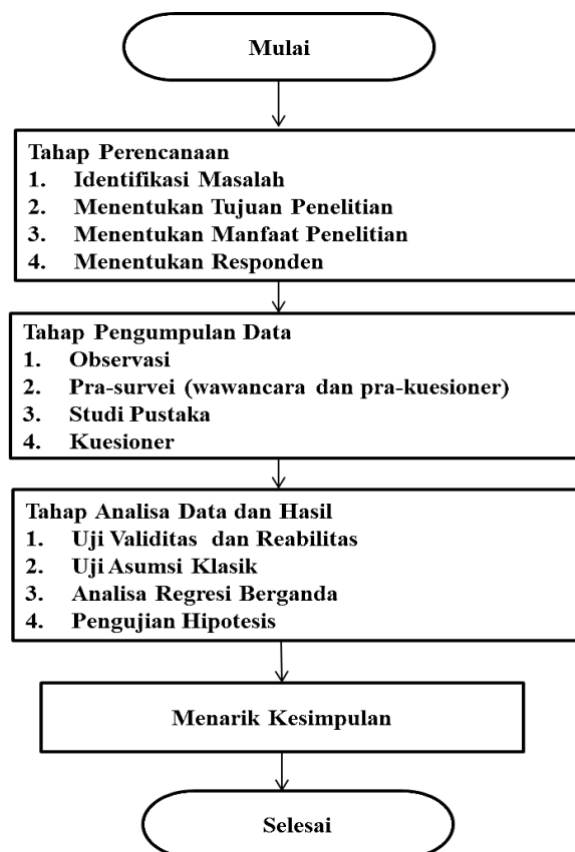 Mulai
Tahap Perencanaan
1. Identifikasi Masalah
2. Menentukan Tujuan Penelitian
3. Menentukan Manfaat Penelitian
4. Menentukan Responden
Tahap Pengumpulan Data
1. Observasi
2. Pra-survei (wawancara dan pra-kuesioner)
3. Studi Pustaka
4. Kuesioner
Tahap Analisa Data dan Hasil
1. Uji Validitas dan Reabilitas
2. Uji Asumsi Klasik
3. Analisa Regresi Berganda
4. Pengujian Hipotesis
Menarik Kesimpulan
Selesai